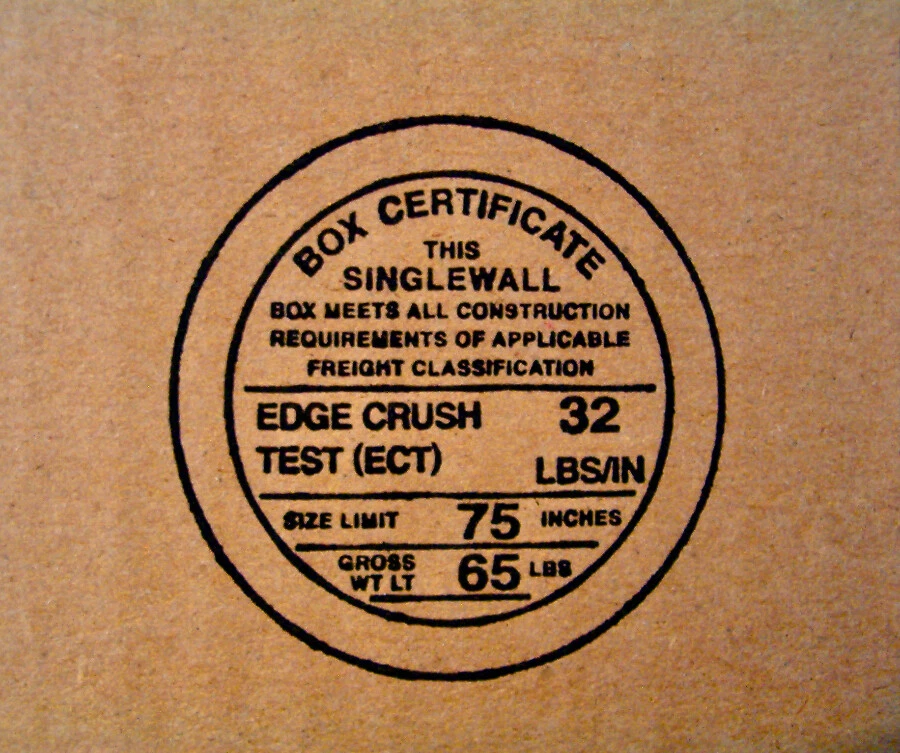 BOX CERTIFICATE
THIS
SINGLEWALL
BOX MEETS ALL CONSTRUCTION
REQUIREMENTS OF APPLICABLE
FREIGHT CLASSIFICATION
EDGE CRUSH 32
TEST (ECT) LBS/IN
SIZE LIMIT 75 INCHES
GROSS
WT LT 65 LBS